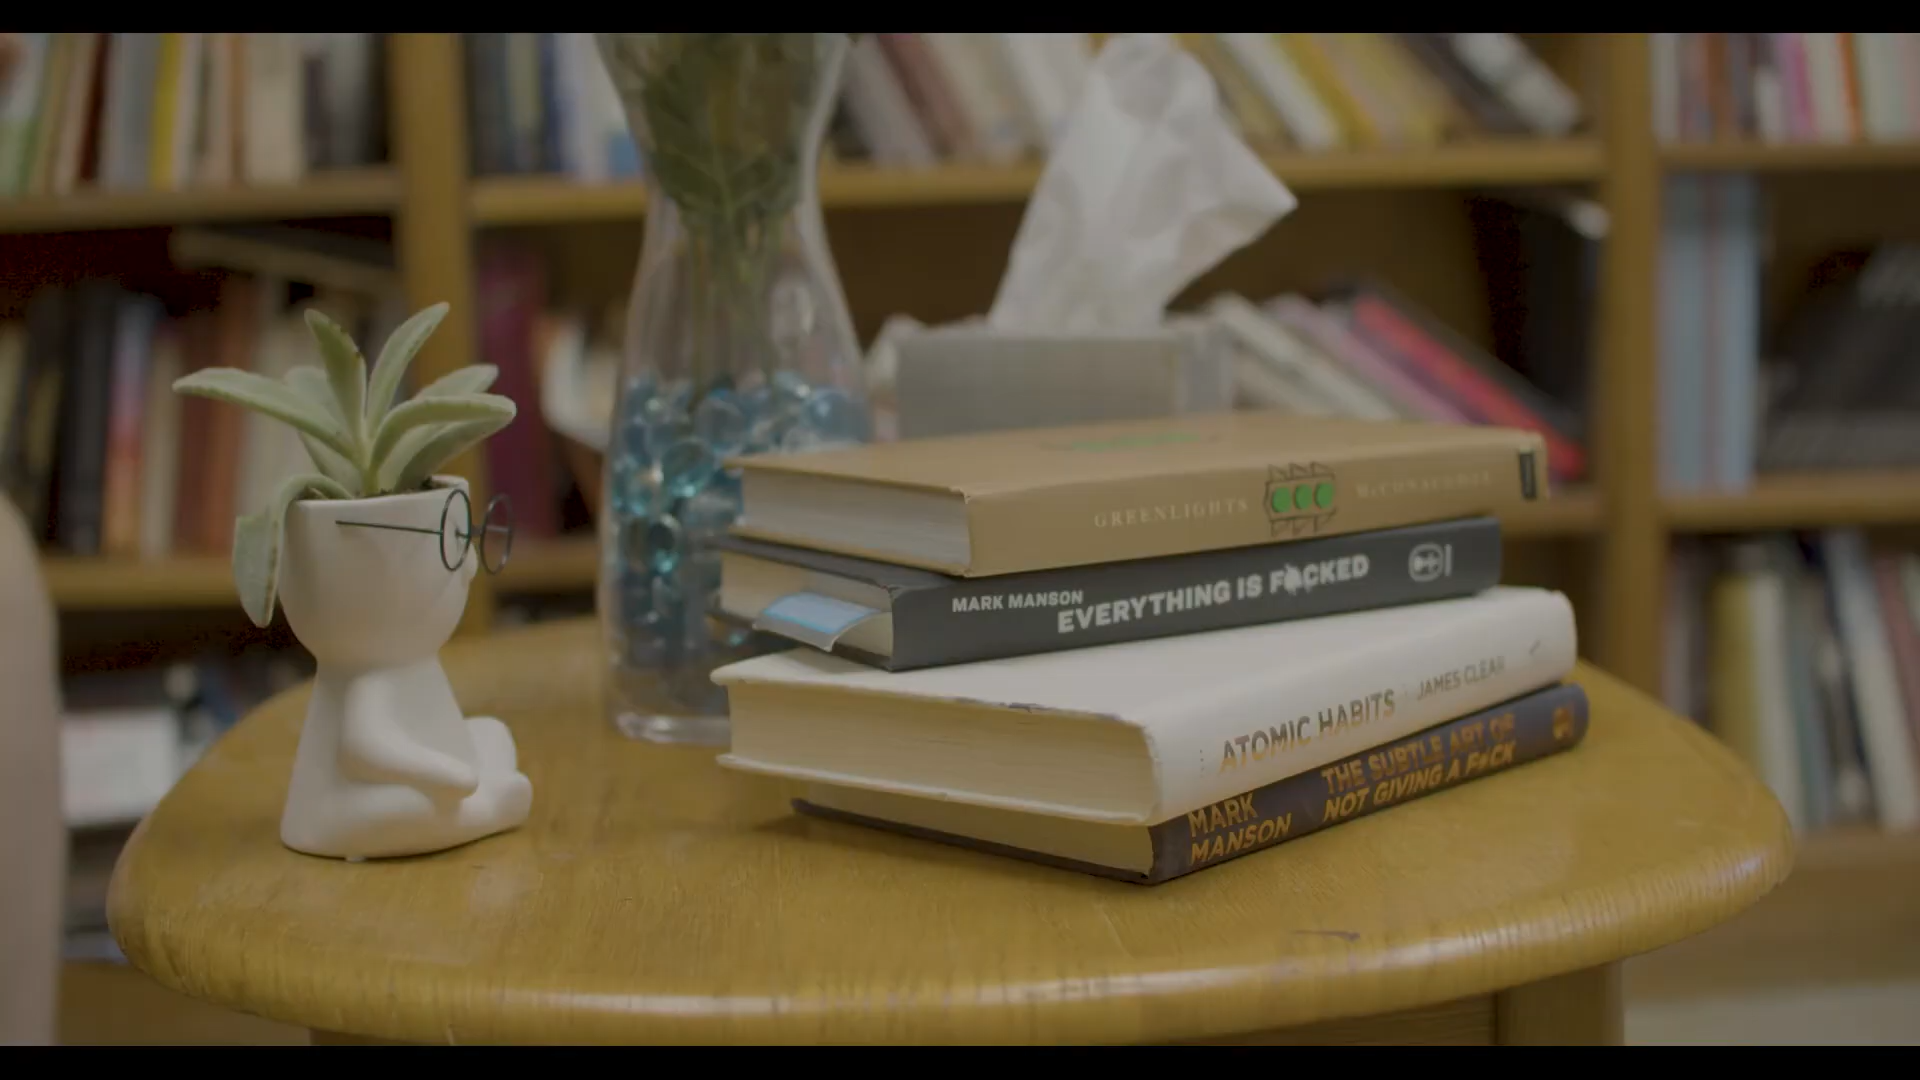 GREENLIGHTS McCONAUGHEY
MARK MANSON EVERYTHING IS F*CKED
ATOMIC HABITS JAMES CLEAR
MARK MANSON THE SUBTLE ART OF
NOT GIVING A F*CK